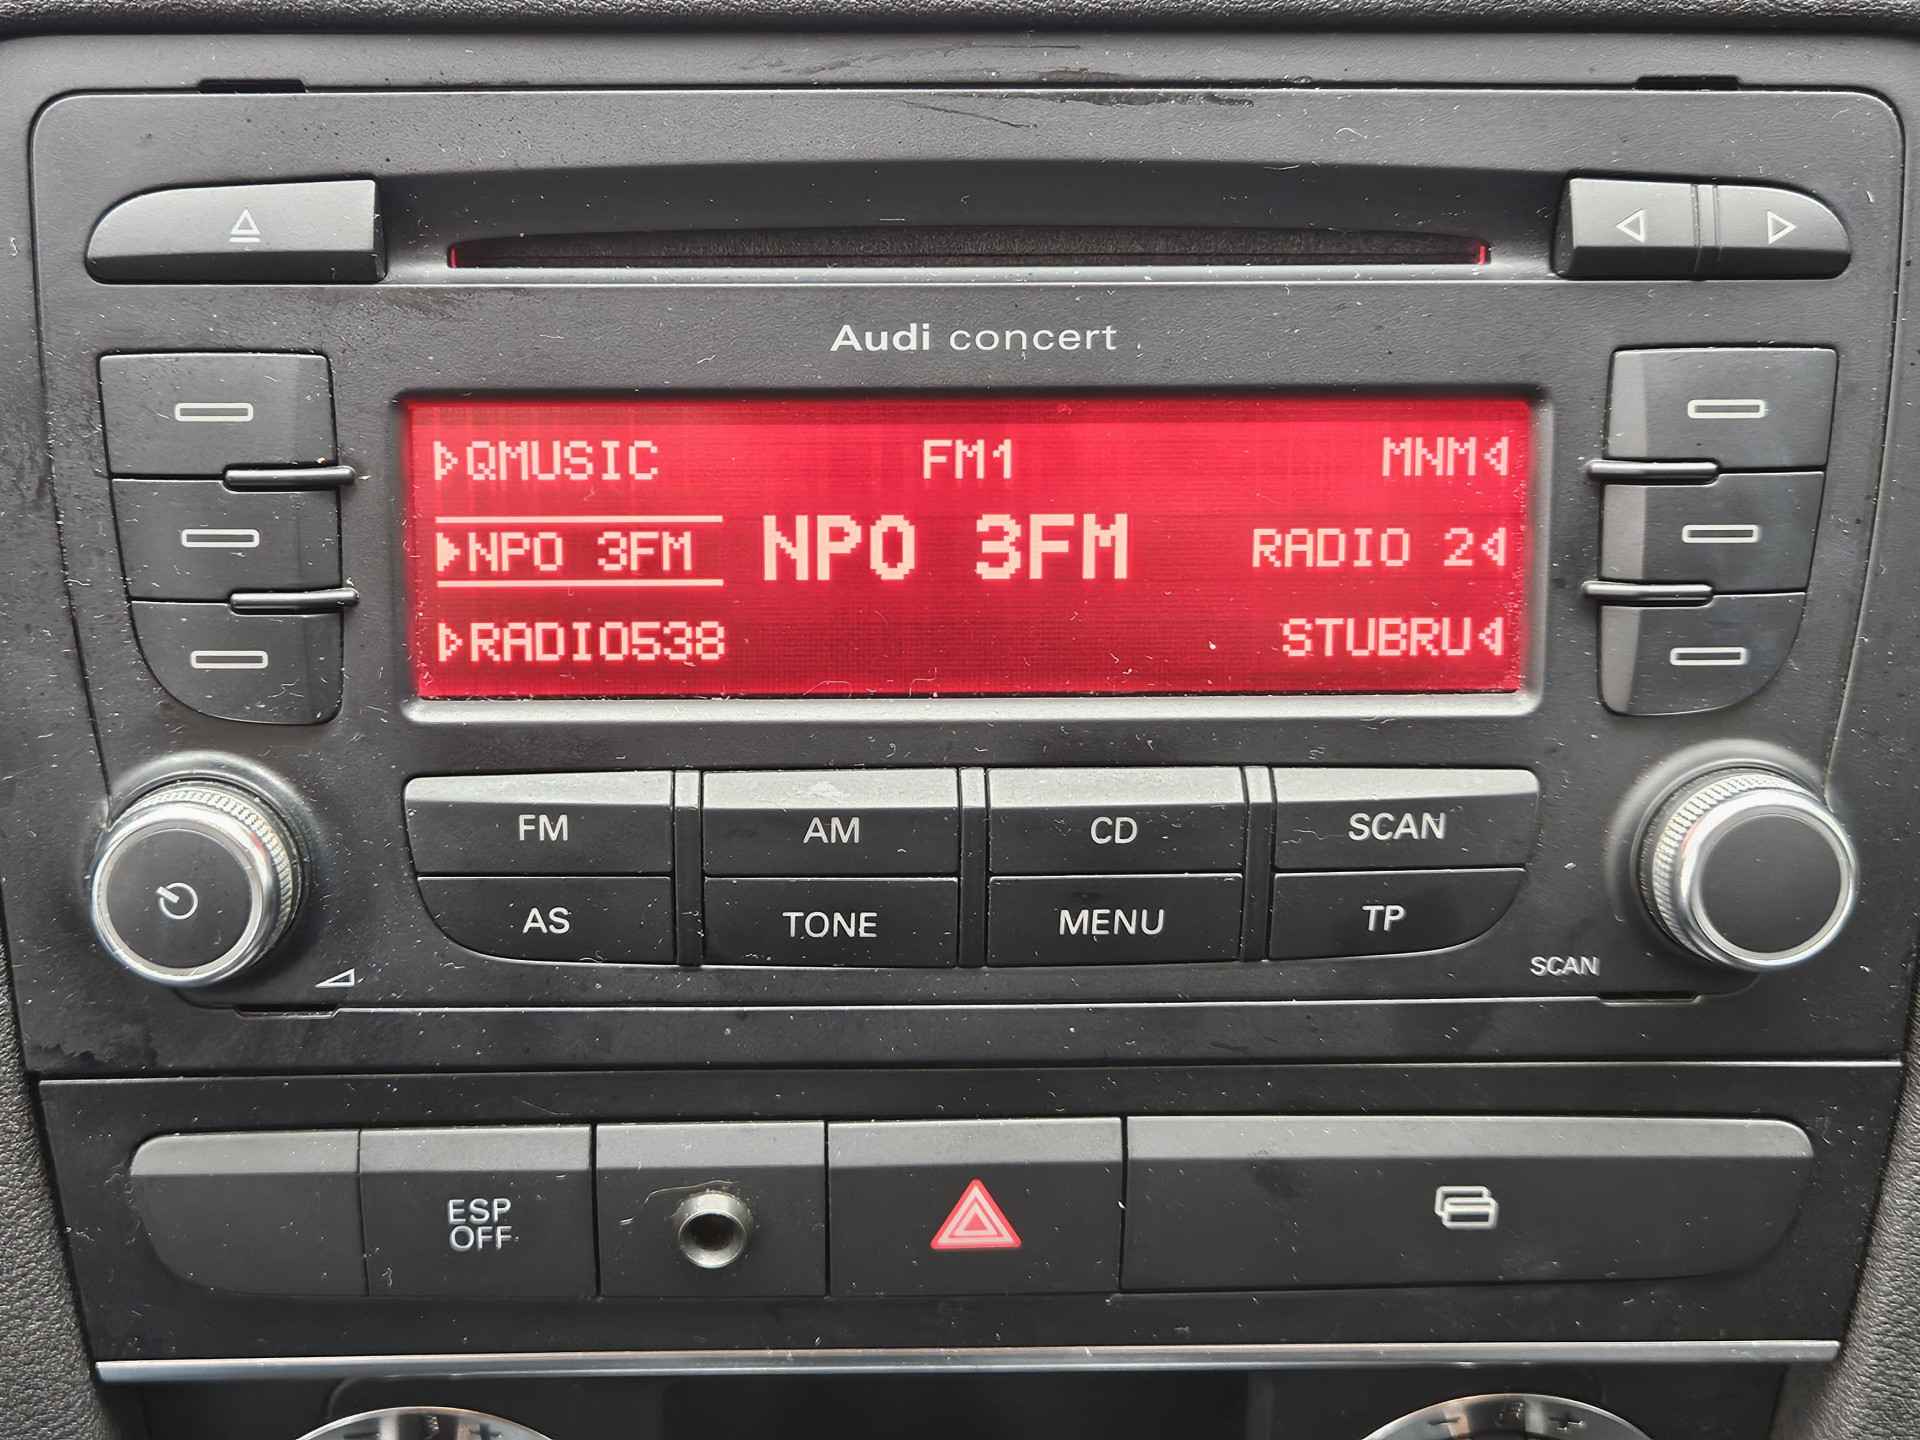 Audi concert
QMUSIC FM1 MNM
NPO 3FM NPO 3FM RADIO 2
RADIO538 STUBRU
FM AM CD SCAN
AS TONE MENU TP
SCAN
ESP
OFF